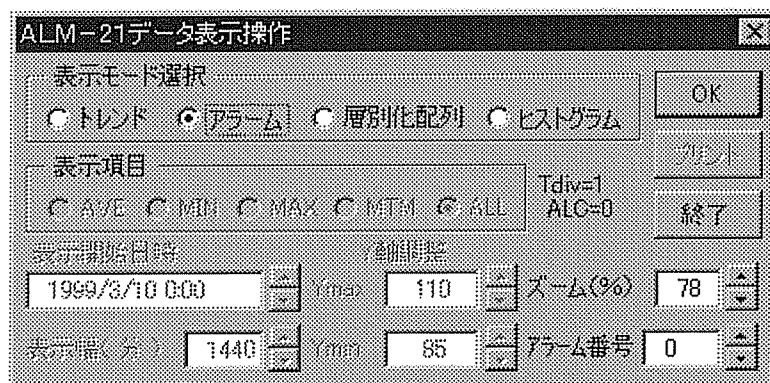 ALM-21データ表示操作
表示モード選択
トレンド アラーム 層別化配列 ヒストグラム
OK
プリント
表示項目
AVE MIN MAX MTM ALL
Tdiv=1
ALC=0
終了
表示開始日時 Y軸調整
1999/3/10 0:00 Ymax 110 ズーム(%) 78
表示幅(分) 1440 Ymin 85 アラーム番号 0